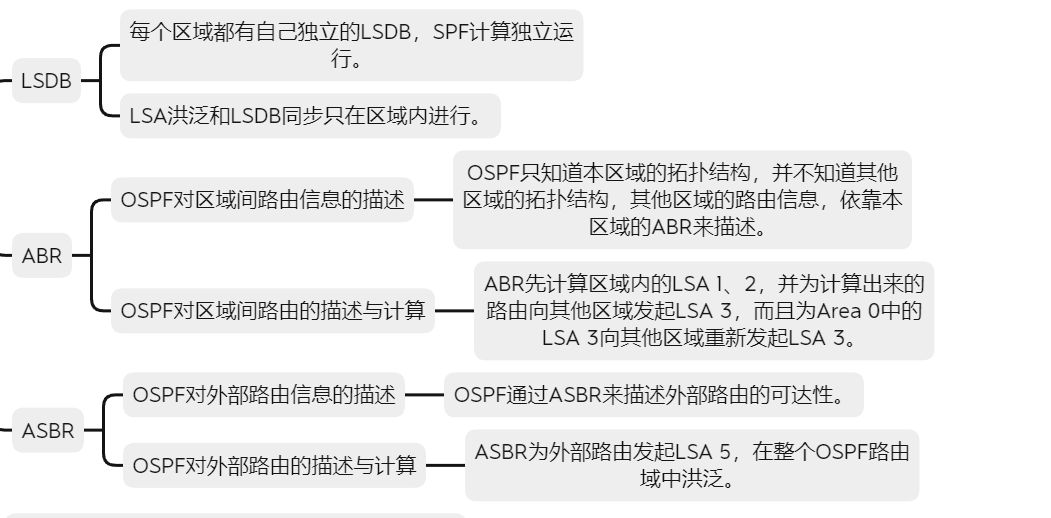 每个区域都有自己独立的LSDB，SPF计算独立运
行。
LSDB
LSA洪泛和LSDB同步只在区域内进行。
OSPF只知道本区域的拓扑结构，并不知道其他
OSPF对区域间路由信息的描述
区域的拓扑结构，其他区域的路由信息，依靠本
区域的ABR来描述。
ABR
ABR先计算区域内的LSA 1、2，并为计算出来的
OSPF对区域间路由的描述与计算
路由向其他区域发起LSA 3，而且为Area 0中的
LSA 3向其他区域重新发起LSA 3。
OSPF对外部路由信息的描述
OSPF通过ASBR来描述外部路由的可达性。
ASBR
OSPF对外部路由的描述与计算
ASBR为外部路由发起LSA 5，在整个OSPF路由
域中洪泛。